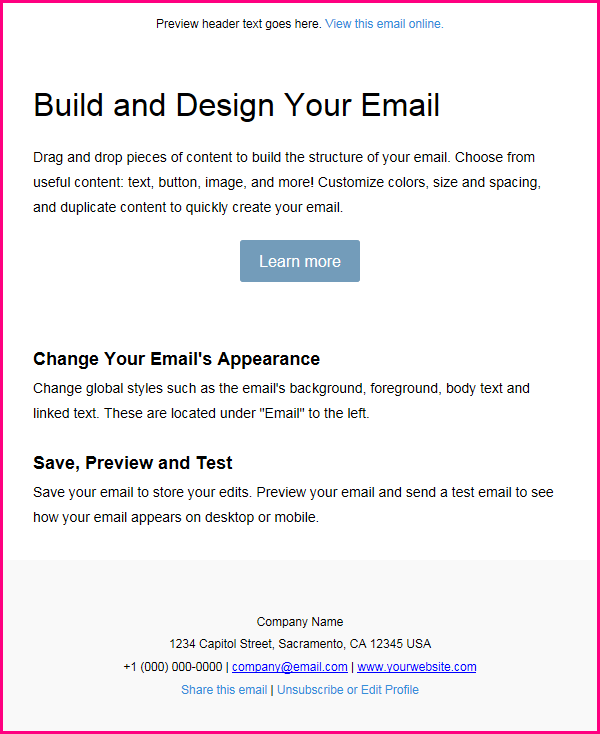 Preview header text goes here. View this email online.
Build and Design Your Email
Drag and drop pieces of content to build the structure of your email. Choose from
useful content: text, button, image, and more! Customize colors, size and spacing,
and duplicate content to quickly create your email.
Learn more
Change Your Email's Appearance
Change global styles such as the email's background, foreground, body text and
linked text. These are located under "Email" to the left.
Save, Preview and Test
Save your email to store your edits. Preview your email and send a test email to see
how your email appears on desktop or mobile.
Company Name
1234 Capitol Street, Sacramento, CA 12345 USA
+1 (000) 000-0000 | company@email.com | www.yourwebsite.com
Share this email | Unsubscribe or Edit Profile